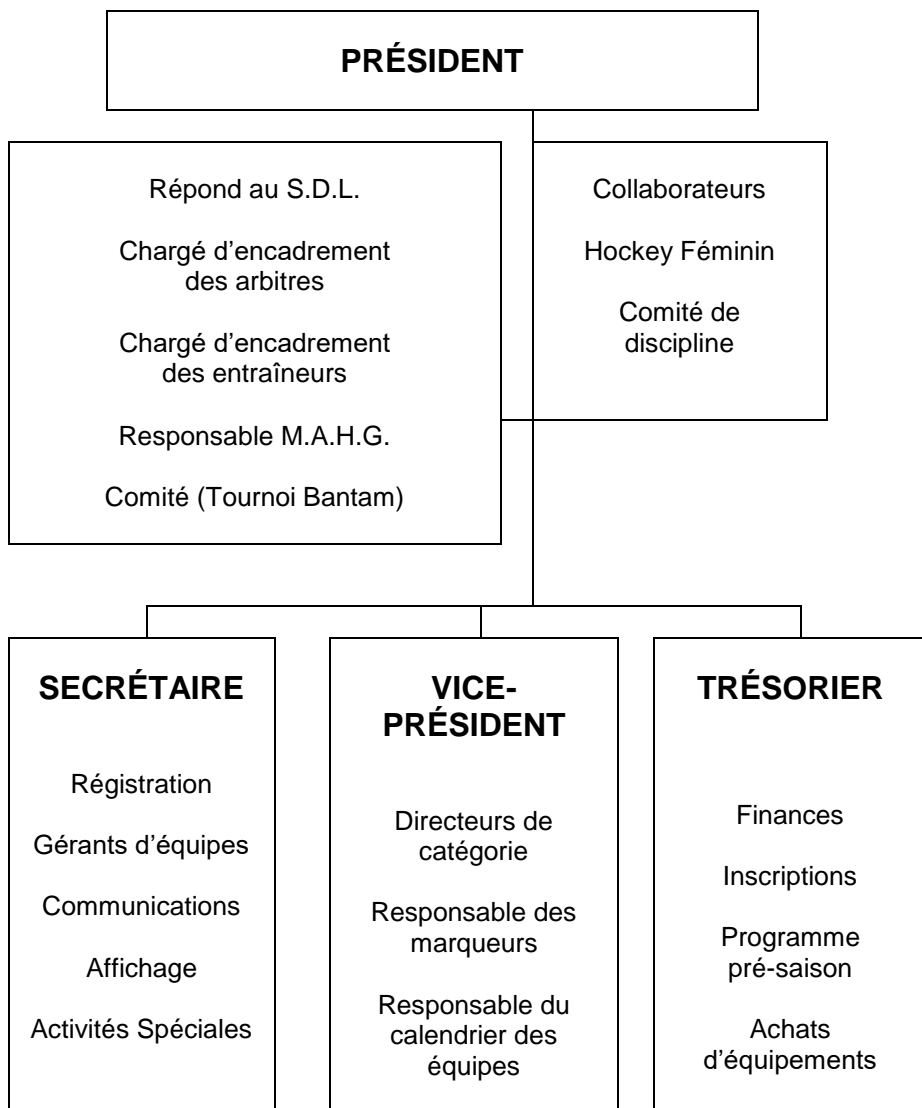 PRÉSIDENT
Répond au S.D.L.
Chargé d’encadrement
des arbitres
Chargé d’encadrement
des entraîneurs
Responsable M.A.H.G.
Comité (Tournoi Bantam)
Collaborateurs
Hockey Féminin
Comité de
discipline
SECRÉTAIRE
Régistration
Gérants d’équipes
Communications
Affichage
Activités Spéciales
VICE-
PRÉSIDENT
Directeurs de
catégorie
Responsable des
marqueurs
Responsable du
calendrier des
équipes
TRÉSORIER
Finances
Inscriptions
Programme
pré-saison
Achats
d’équipements